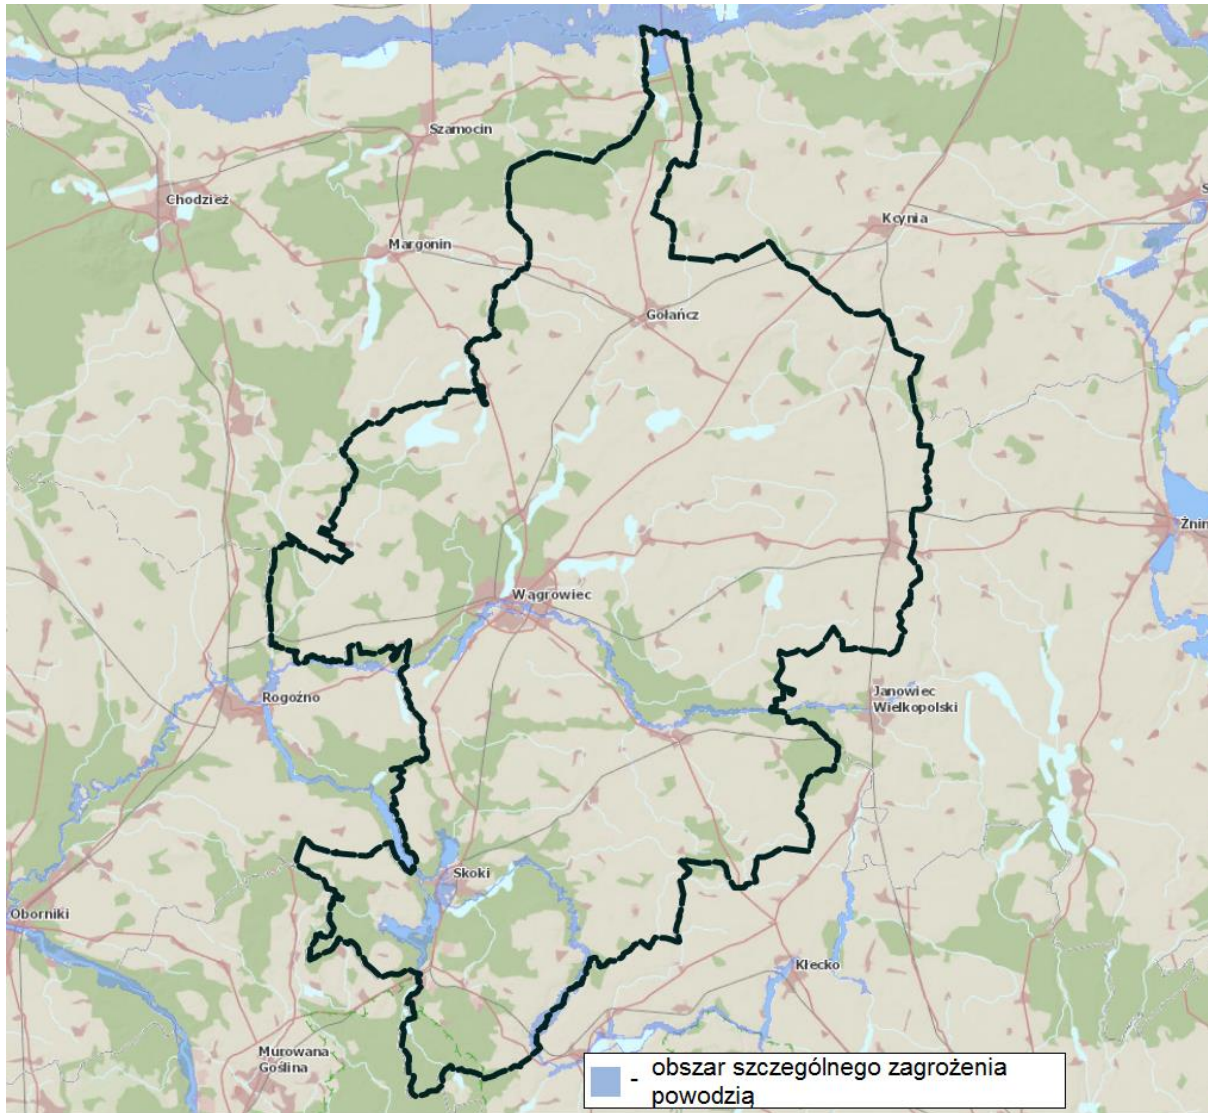 Szamocin
Chodzież
Margonin
Kcynia
S
Gołańcz
Żnin
Wągrowiec
Rogoźno
Janowiec
Wielkopolski
Skoki
Oborniki
Kłecko
Murowana
Goślina
- obszar szczególnego zagrożenia
powodzią